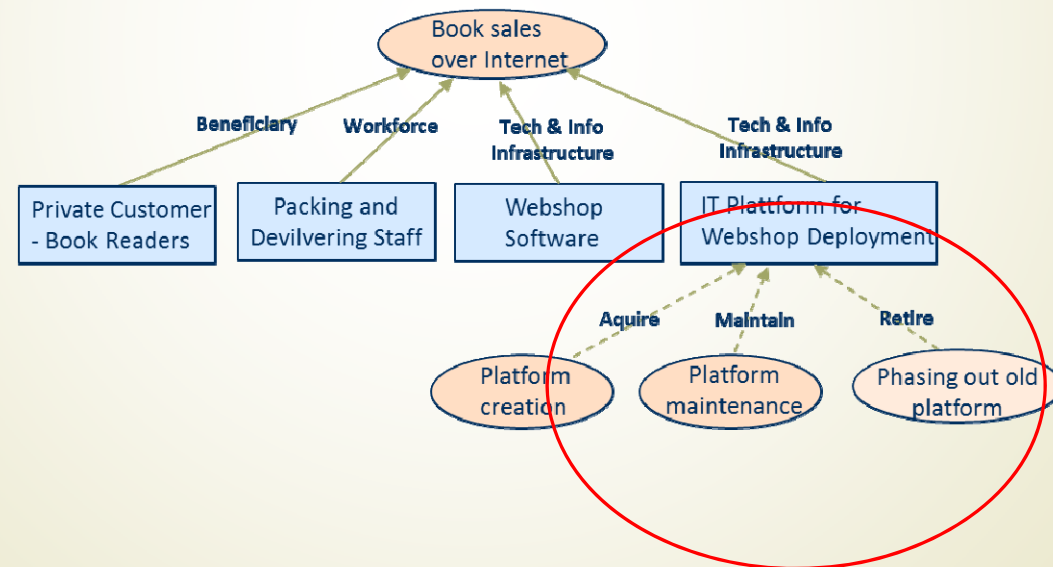 Book sales
over Internet
Beneficiary
Workforce
Tech & Info
Infrastructure
Tech & Info
Infrastructure
Private Customer
- Book Readers
Packing and
Devilvering Staff
Webshop
Software
IT Plattform for
Webshop Deployment
Aquire
Maintain
Retire
Platform
creation
Platform
maintenance
Phasing out old
platform